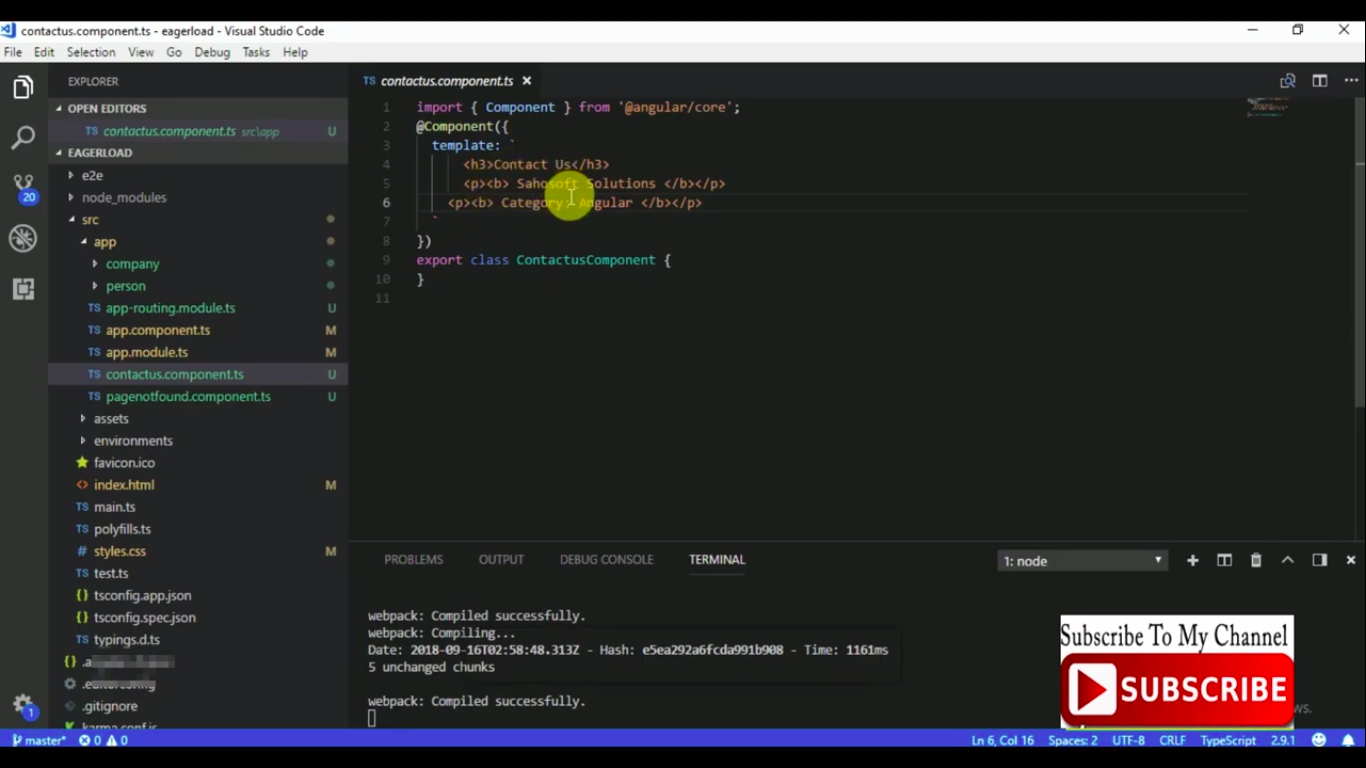 contactus.component.ts - eagerload - Visual Studio Code
File Edit Selection View Go Debug Tasks Help
EXPLORER
OPEN EDITORS
TS contactus.component.ts src\app U
EAGERLOAD
e2e
node_modules
src
app
company
person
TS app-routing.module.ts U
TS app.component.ts M
TS app.module.ts M
TS contactus.component.ts U
TS pagenotfound.component.ts U
assets
environments
favicon.ico
<> index.html M
TS main.ts
TS polyfills.ts
# styles.css M
TS test.ts
{} tsconfig.app.json
{} tsconfig.spec.json
TS typings.d.ts
.gitignore
karma.conf.js
20
1
TS contactus.component.ts
1 import { Component } from '@angular/core';
2 @Component({
3 template: `
4 <h3>Contact Us</h3>
5 <p><b> Sahosoft Solutions </b></p>
6 <p><b> Category: Angular </b></p>
7 `
8 })
9 export class ContactusComponent {
10 }
11
PROBLEMS OUTPUT DEBUG CONSOLE TERMINAL
1: node
webpack: Compiled successfully.
webpack: Compiling...
Date: 2018-09-16T02:58:48.313Z - Hash: e5ea292a6fcda991b908 - Time: 1161ms
5 unchanged chunks
webpack: Compiled successfully.
Subscribe To My Channel
SUBSCRIBE
master* 0 0
Ln 6, Col 16 Spaces: 2 UTF-8 CRLF TypeScript 2.9.1